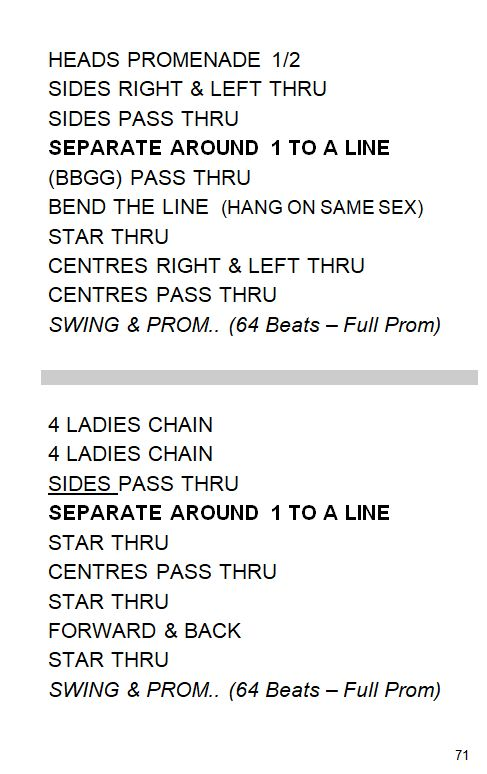 HEADS PROMENADE 1/2
SIDES RIGHT & LEFT THRU
SIDES PASS THRU
SEPARATE AROUND 1 TO A LINE
(BBGG) PASS THRU
BEND THE LINE (HANG ON SAME SEX)
STAR THRU
CENTRES RIGHT & LEFT THRU
CENTRES PASS THRU
SWING & PROM.. (64 Beats – Full Prom)
4 LADIES CHAIN
4 LADIES CHAIN
SIDES PASS THRU
SEPARATE AROUND 1 TO A LINE
STAR THRU
CENTRES PASS THRU
STAR THRU
FORWARD & BACK
STAR THRU
SWING & PROM.. (64 Beats – Full Prom)
71